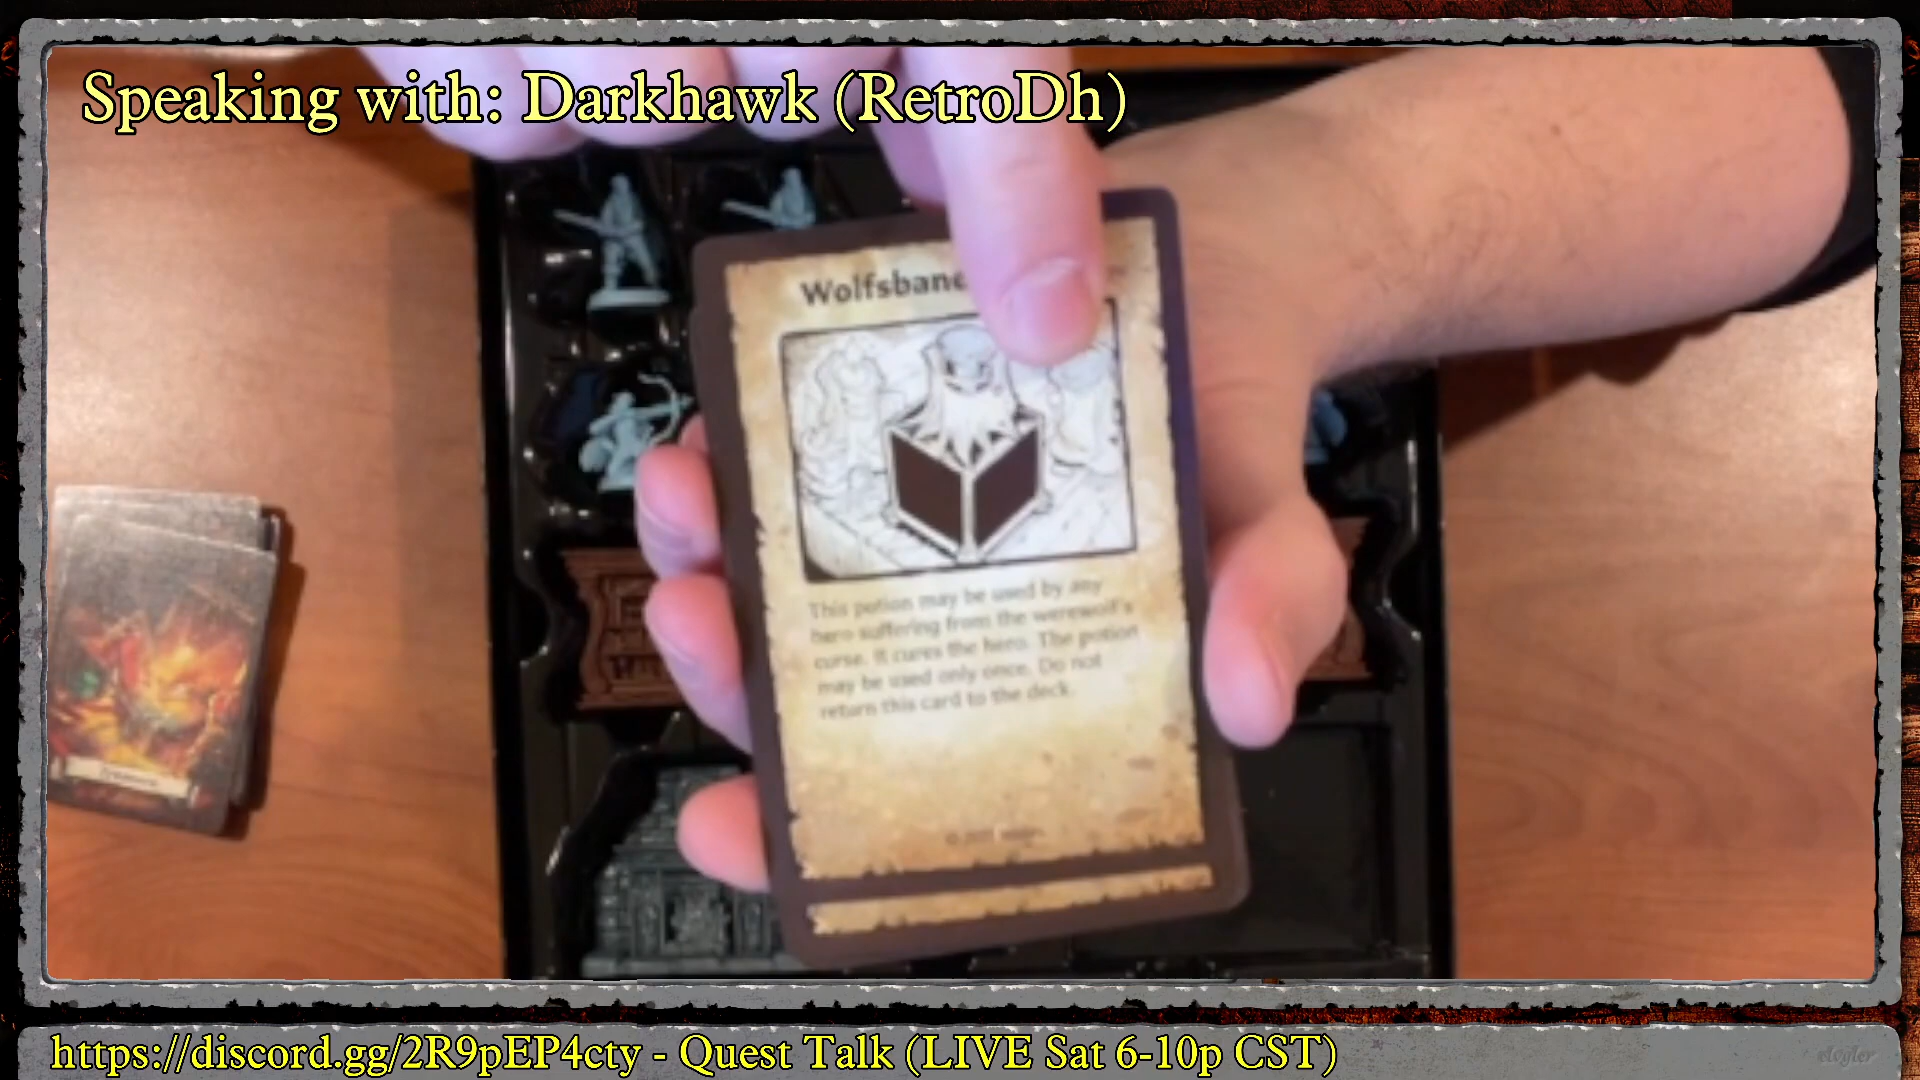 Speaking with: Darkhawk (RetroDh)
Wolfsbane
This potion may be used by any
hero suffering from the werewolf's
curse. It cures the hero. The potion
may be used only once. Do not
return this card to the deck.
https://discord.gg/2R9pEP4cty - Quest Talk (LIVE Sat 6-10p CST)